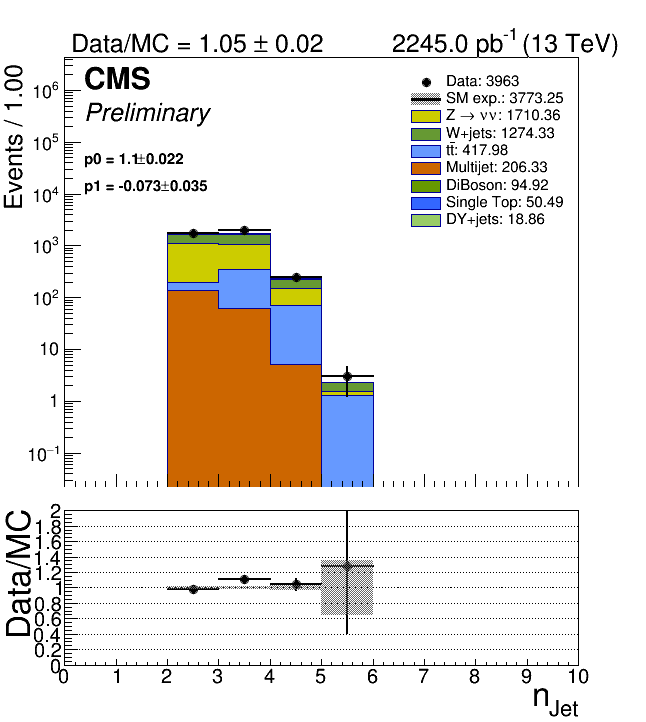 Data/MC = 1.05 ± 0.02
2245.0 pb⁻¹ (13 TeV)
Events / 1.00
CMS
Preliminary
p0 = 1.1±0.022
p1 = -0.073±0.035
Data: 3963
SM exp.: 3773.25
Z → νν: 1710.36
W+jets: 1274.33
tt̄: 417.98
Multijet: 206.33
DiBoson: 94.92
Single Top: 50.49
DY+jets: 18.86
10⁶
10⁵
10⁴
10³
10²
10
1
10⁻¹
Data/MC
2
1.8
1.6
1.4
1.2
1
0.8
0.6
0.4
0.2
0
0 1 2 3 4 5 6 7 8 9 10
n_Jet